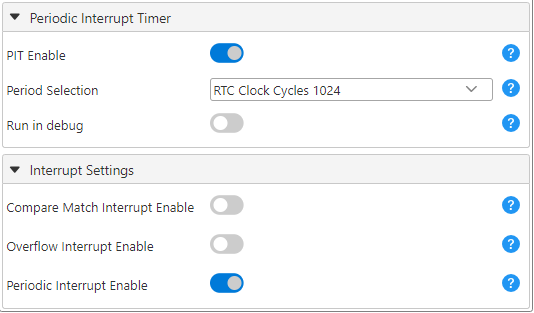 Periodic Interrupt Timer
PIT Enable
?
Period Selection
RTC Clock Cycles 1024
?
Run in debug
?
Interrupt Settings
Compare Match Interrupt Enable
?
Overflow Interrupt Enable
?
Periodic Interrupt Enable
?